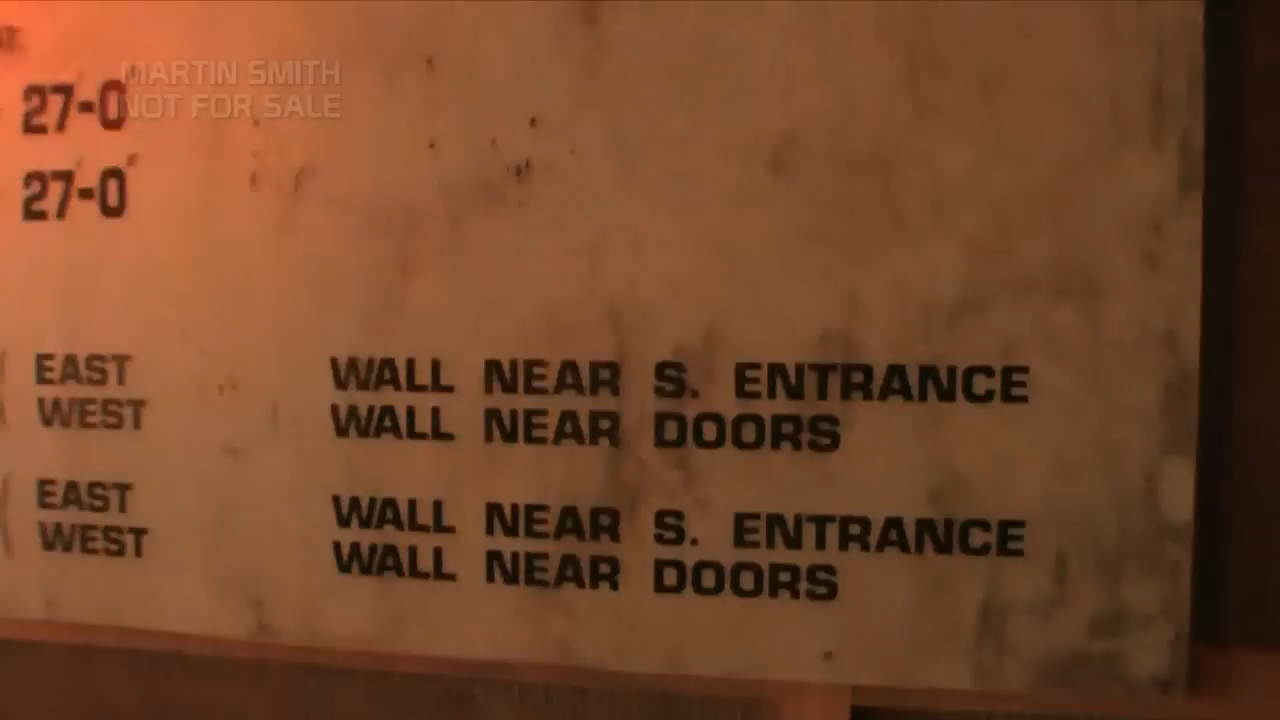 MARTIN SMITH
NOT FOR SALE
27-0
27-0
EAST WALL NEAR S. ENTRANCE
WEST WALL NEAR DOORS
EAST WALL NEAR S. ENTRANCE
WEST WALL NEAR DOORS